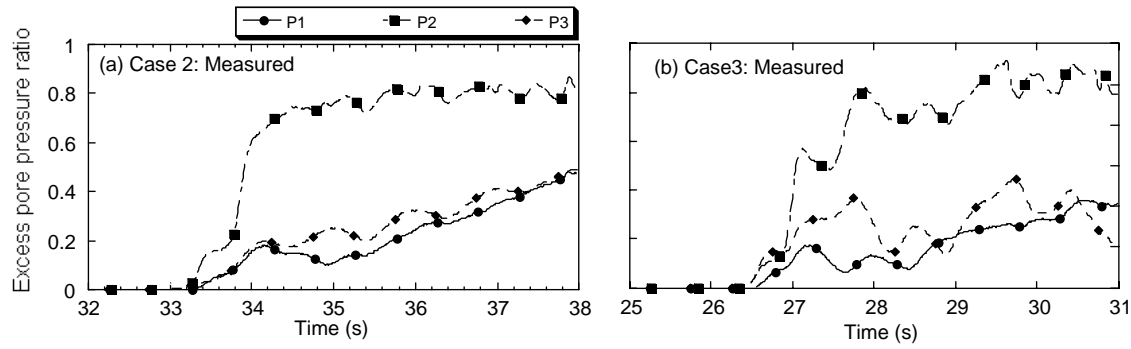 P1 P2 P3
Excess pore pressure ratio
1
0.8
0.6
0.4
0.2
0
(a) Case 2: Measured
32 33 34 35 36 37 38
Time (s)
(b) Case3: Measured
25 26 27 28 29 30 31
Time (s)